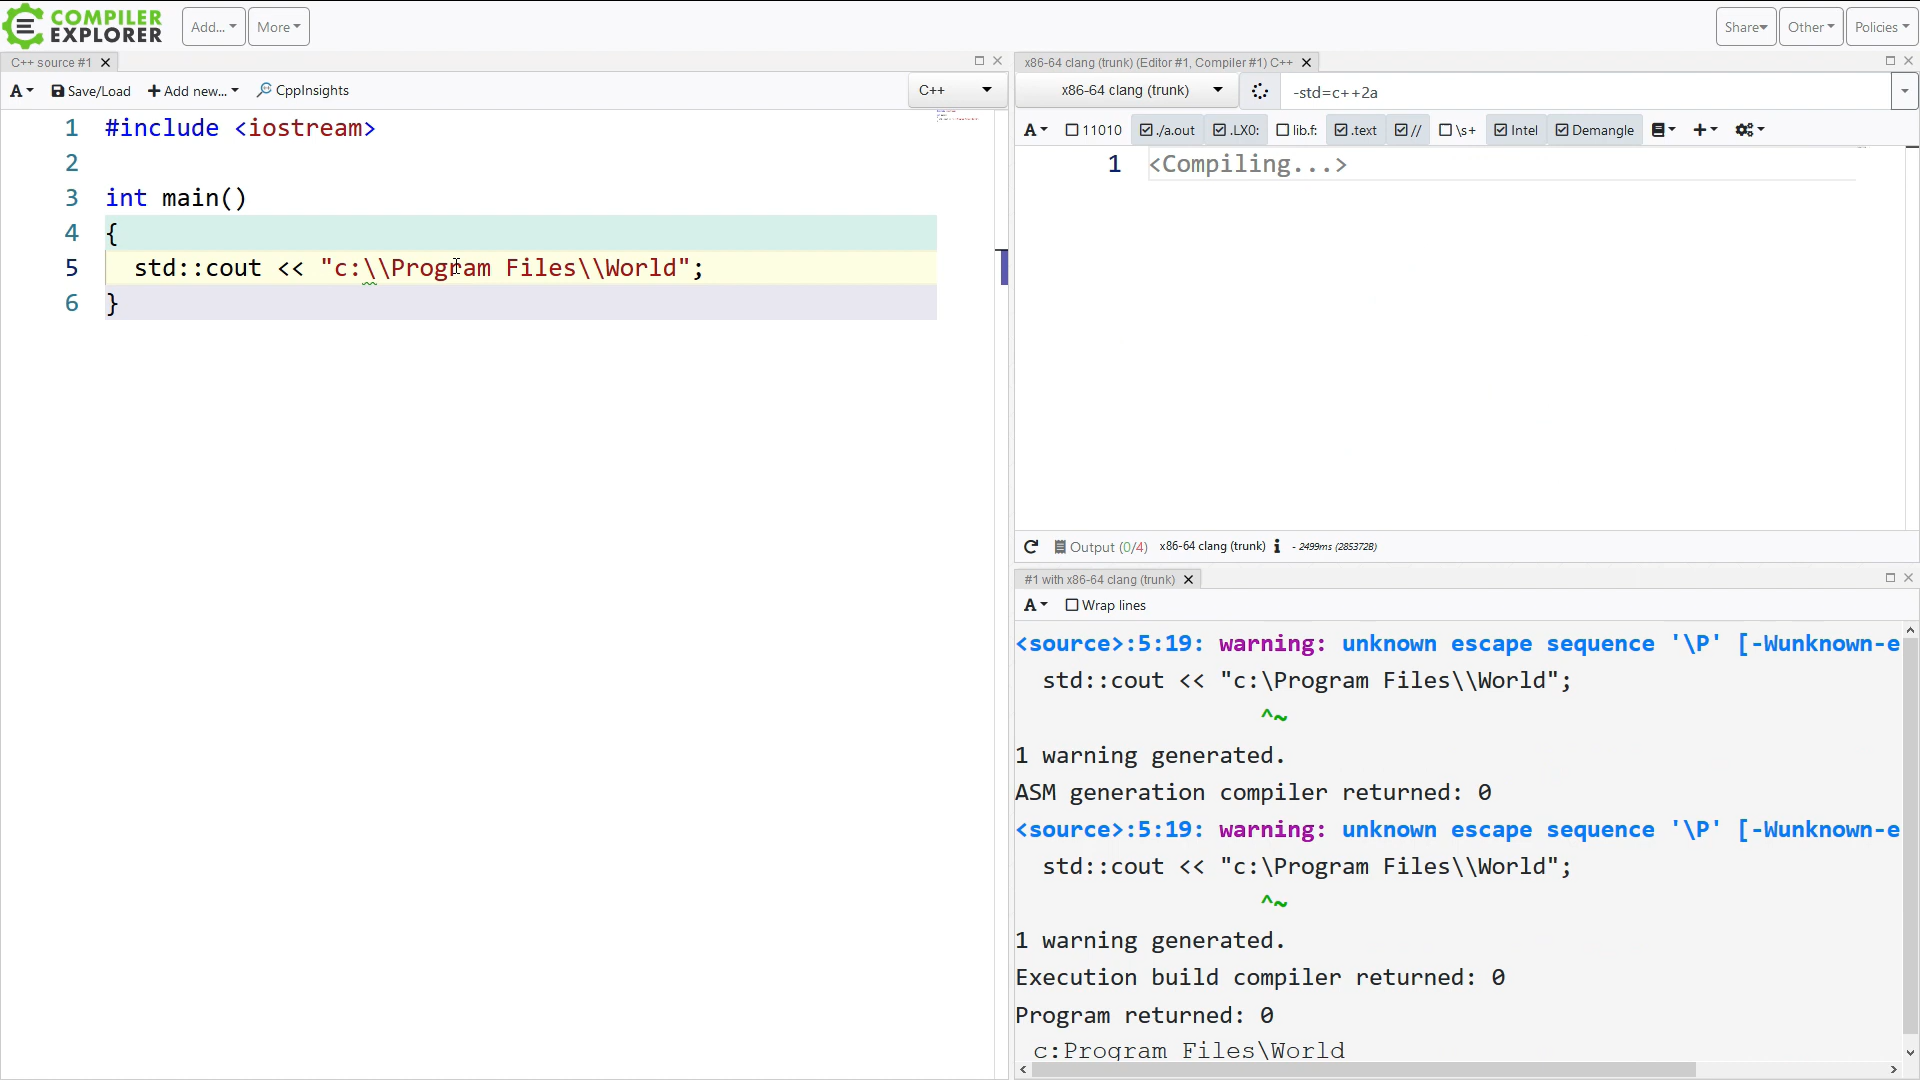 COMPILER
EXPLORER
Add...
More
Share
Other
Policies
C++ source #1
A
Save/Load
Add new...
CppInsights
C++
1 #include <iostream>
2
3 int main()
4 {
5 std::cout << "c:\\Program Files\\World";
6 }
x86-64 clang (trunk) (Editor #1, Compiler #1) C++
x86-64 clang (trunk)
-std=c++2a
A
11010
./a.out
.LX0:
lib.f:
.text
//
\s+
Intel
Demangle
1 <Compiling...>
Output (0/4) x86-64 clang (trunk) i - 2499ms (285372B)
#1 with x86-64 clang (trunk)
A
Wrap lines
<source>:5:19: warning: unknown escape sequence '\P' [-Wunknown-e
std::cout << "c:\Program Files\\World";
^~
1 warning generated.
ASM generation compiler returned: 0
<source>:5:19: warning: unknown escape sequence '\P' [-Wunknown-e
std::cout << "c:\Program Files\\World";
^~
1 warning generated.
Execution build compiler returned: 0
Program returned: 0
c:Program Files\World